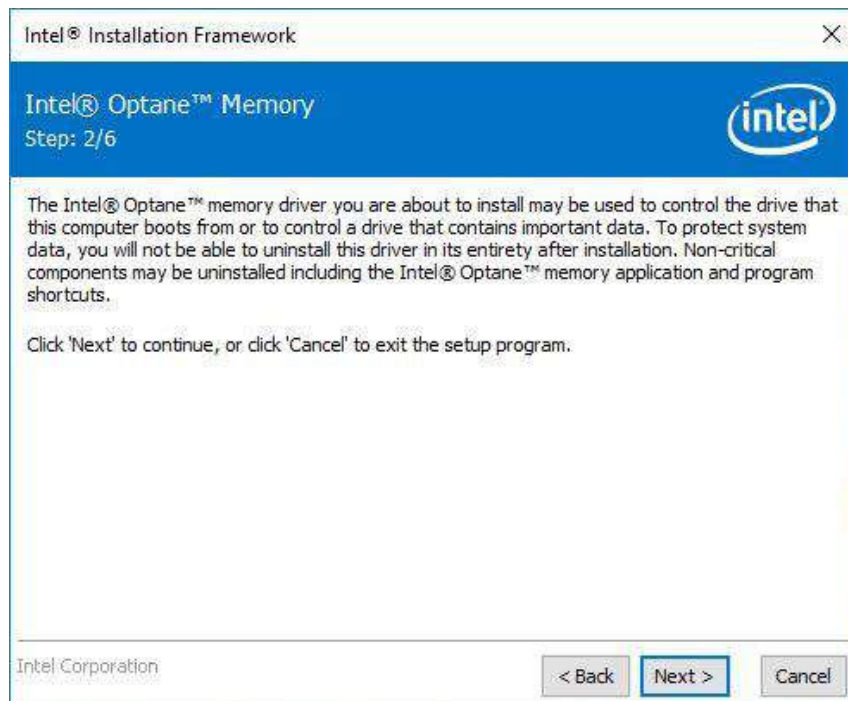 Intel® Installation Framework
Intel® Optane™ Memory
Step: 2/6
intel
The Intel® Optane™ memory driver you are about to install may be used to control the drive that
this computer boots from or to control a drive that contains important data. To protect system
data, you will not be able to uninstall this driver in its entirety after installation. Non-critical
components may be uninstalled including the Intel® Optane™ memory application and program
shortcuts.
Click 'Next' to continue, or click 'Cancel' to exit the setup program.
Intel Corporation
< Back
Next >
Cancel